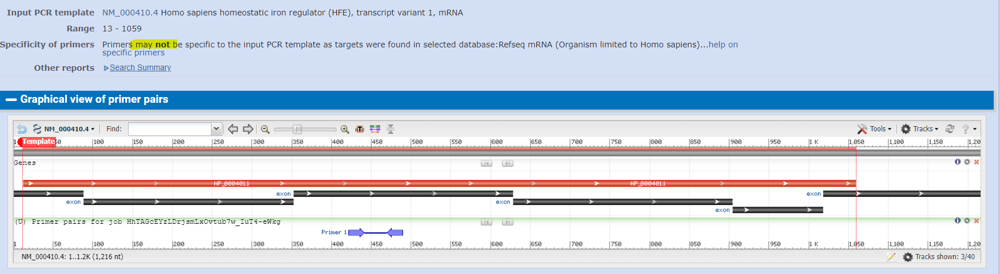 Input PCR template NM_000410.4 Homo sapiens homeostatic iron regulator (HFE), transcript variant 1, mRNA
Range 13 - 1059
Specificity of primers Primers may not be specific to the input PCR template as targets were found in selected database:Refseq mRNA (Organism limited to Homo sapiens)...help on
specific primers
Other reports Search Summary
Graphical view of primer pairs
NM_000410.4 Find: Tools Tracks ?
1 Template 50 100 150 200 250 300 350 400 450 500 550 600 650 700 750 800 850 900 950 1 K 1,050 1,100 1,150 1,20
Genes
NP_000401.1 NP_000401.1
exon exon
exon exon
exon
(U) Primer pairs for job HhTAGcEYzLDrjsmLxOvtub7w_IuT4-eWkg
Primer 1
1 50 100 150 200 250 300 350 400 450 500 550 600 650 700 750 800 850 900 950 1 K 1,050 1,100 1,150 1,20
NM_000410.4: 1..1.2K (1,216 nt) Tracks shown: 3/40